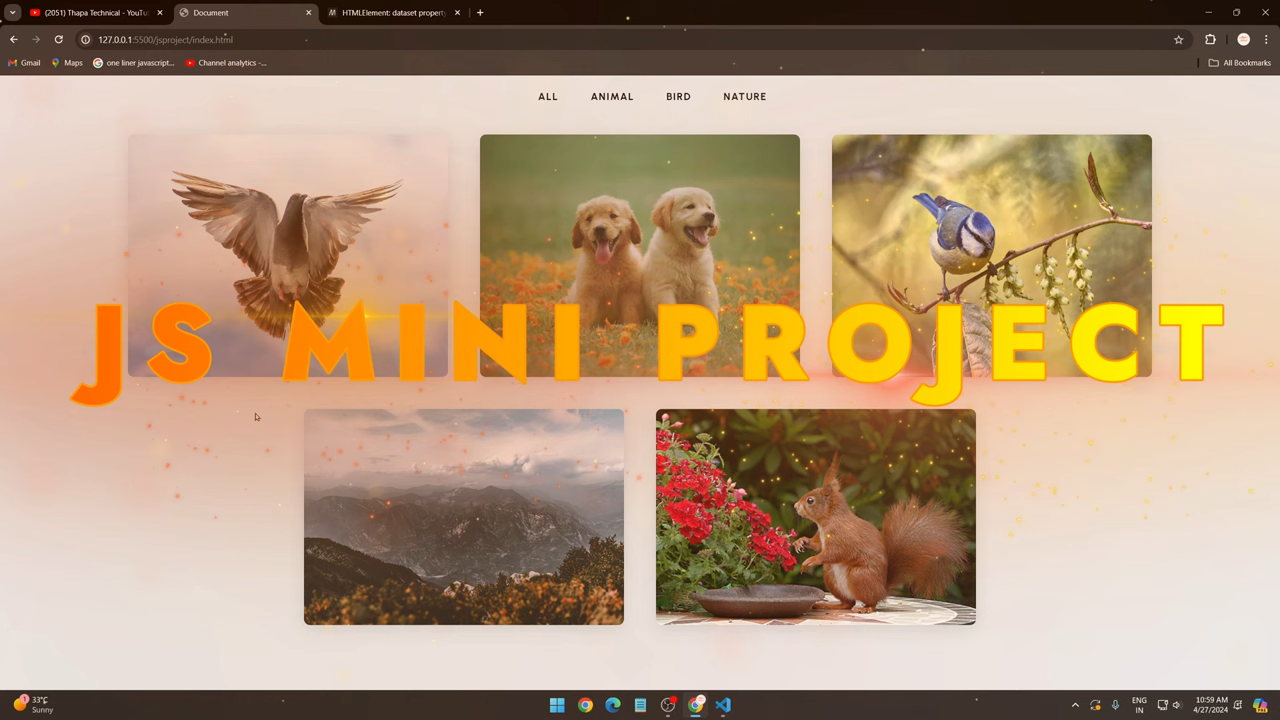 (2051) Thapa Technical - YouTu
Document
HTMLElement: dataset property
127.0.0.1:5500/jsproject/index.html
Gmail
Maps
one liner javascript...
Channel analytics -...
All Bookmarks
ALL
ANIMAL
BIRD
NATURE
JS MINI PROJECT
1
33°C
Sunny
ENG
IN
10:59 AM
4/27/2024